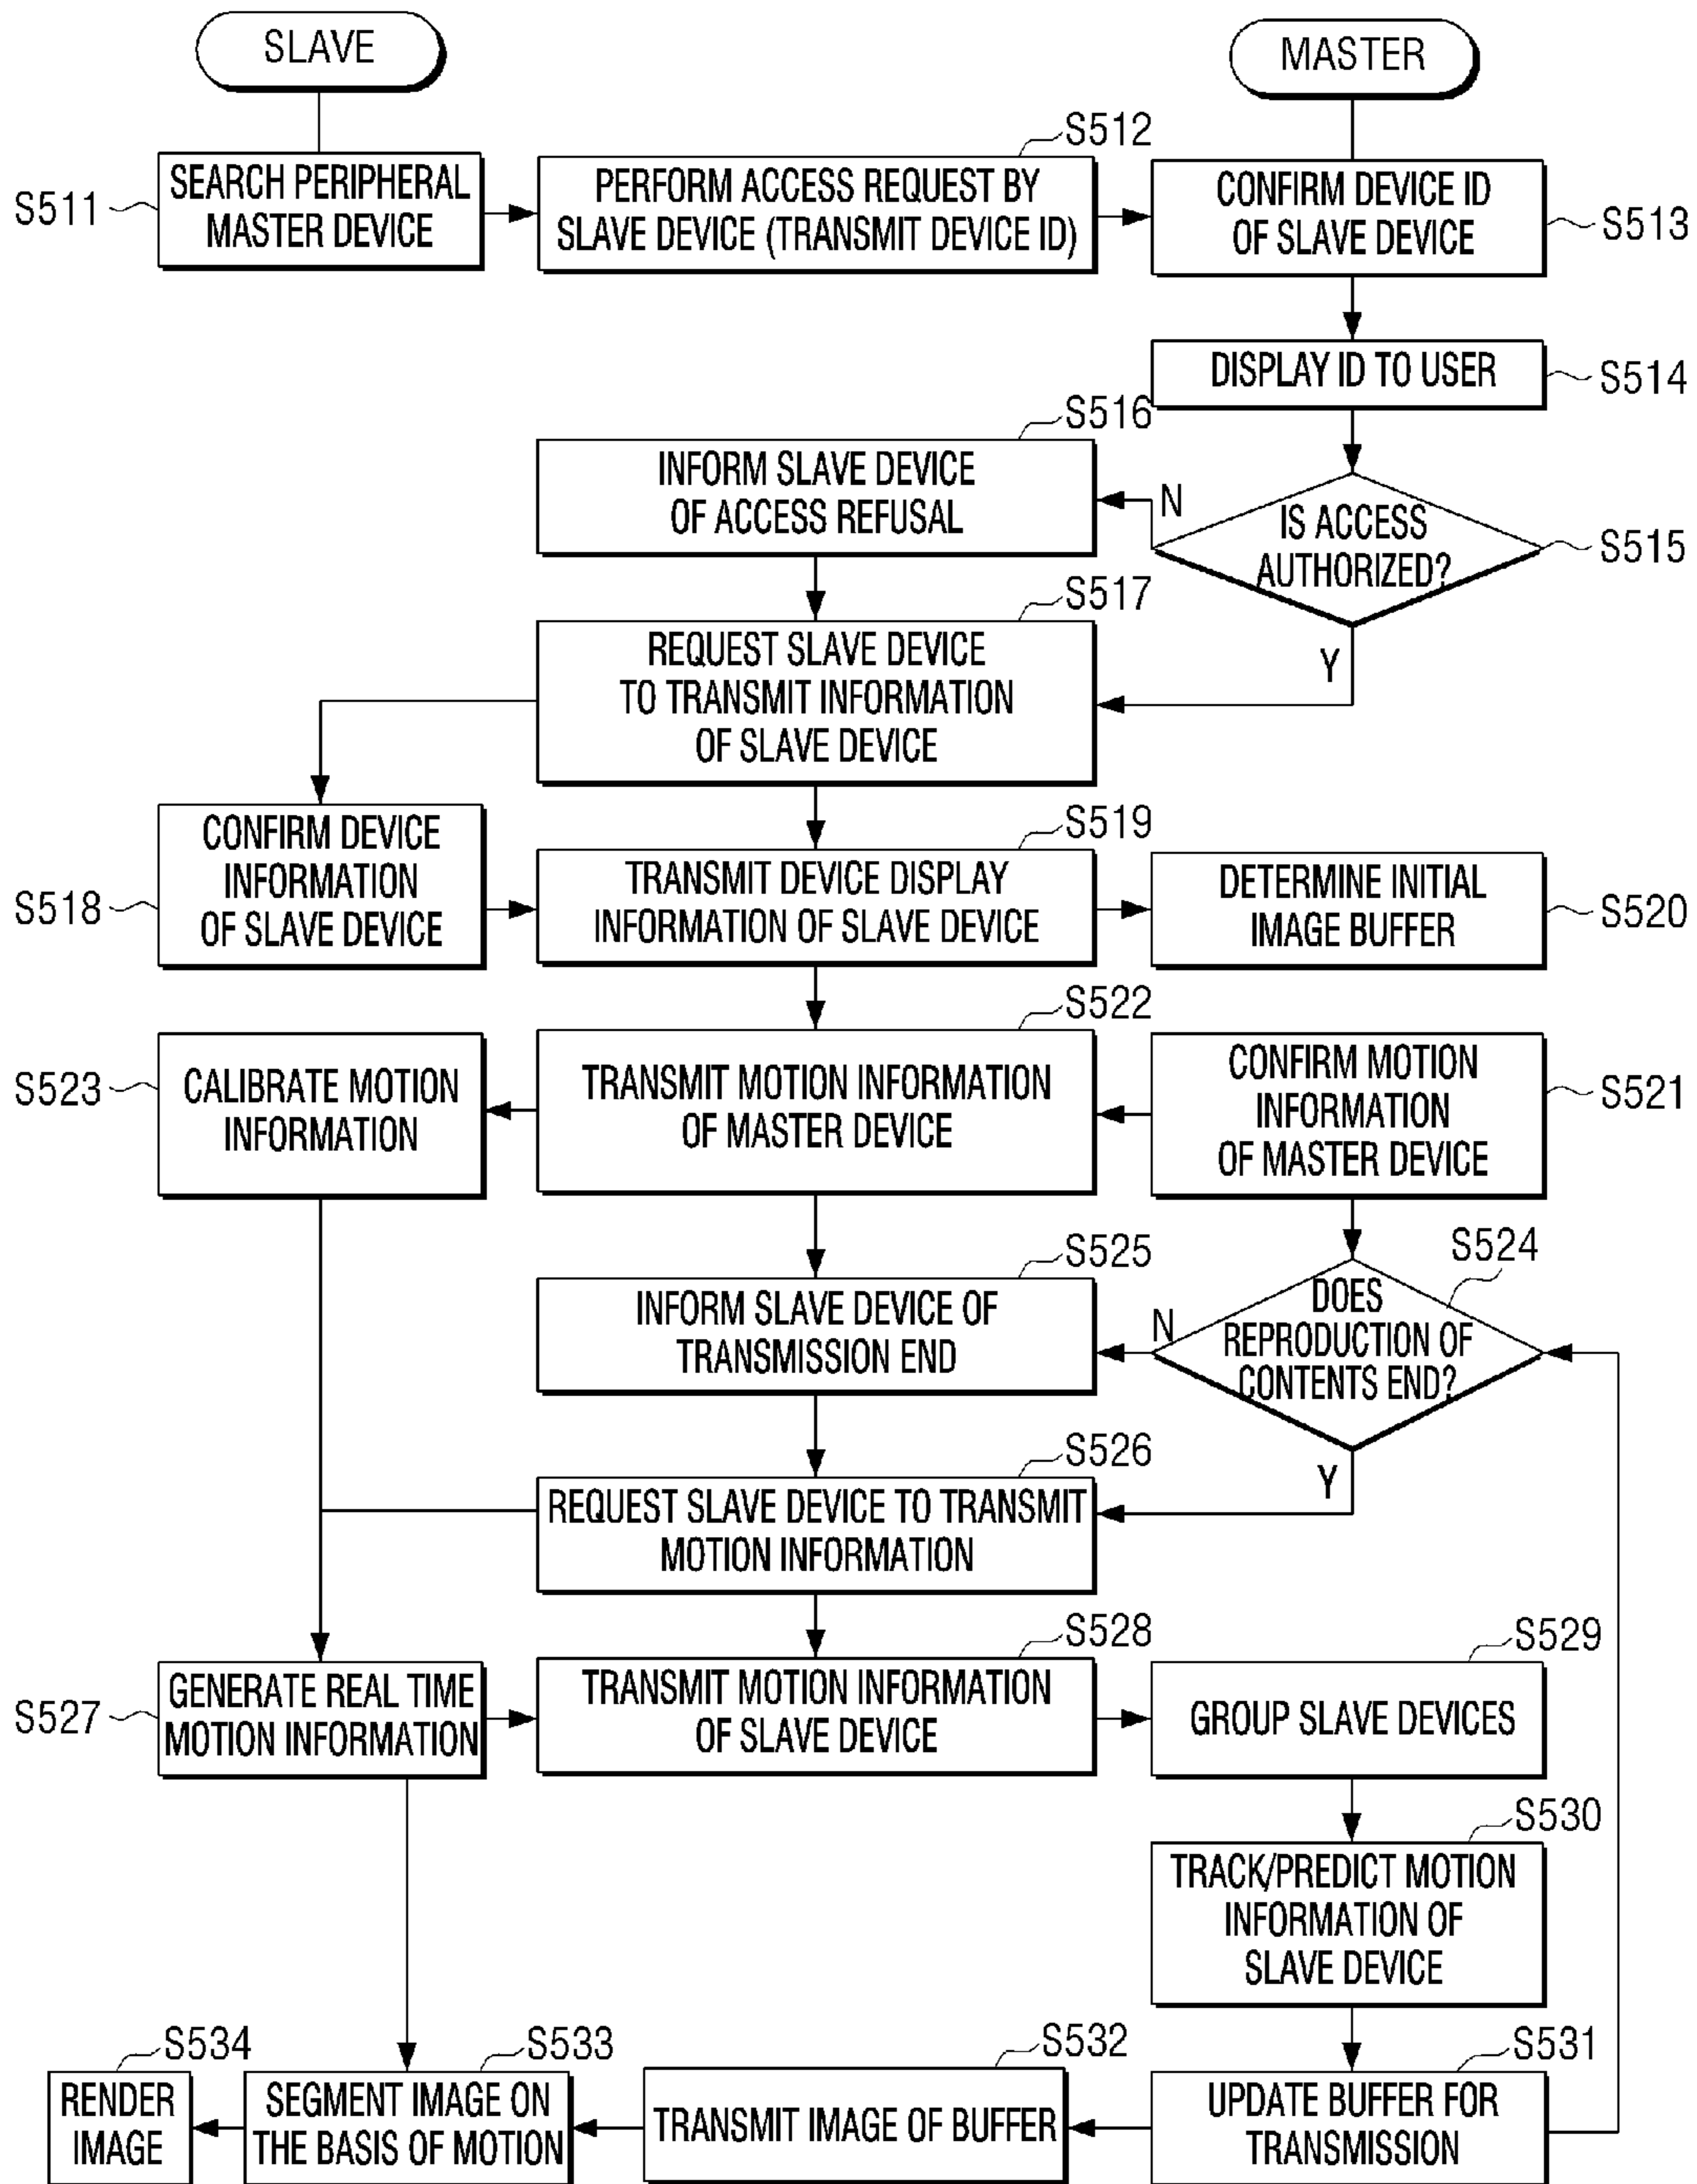 SLAVE
MASTER
S511
SEARCH PERIPHERAL
MASTER DEVICE
S512
PERFORM ACCESS REQUEST BY
SLAVE DEVICE (TRANSMIT DEVICE ID)
CONFIRM DEVICE ID
OF SLAVE DEVICE
S513
DISPLAY ID TO USER
S514
S516
INFORM SLAVE DEVICE
OF ACCESS REFUSAL
N
IS ACCESS
AUTHORIZED?
S515
Y
S517
REQUEST SLAVE DEVICE
TO TRANSMIT INFORMATION
OF SLAVE DEVICE
S518
CONFIRM DEVICE
INFORMATION
OF SLAVE DEVICE
S519
TRANSMIT DEVICE DISPLAY
INFORMATION OF SLAVE DEVICE
DETERMINE INITIAL
IMAGE BUFFER
S520
S523
CALIBRATE MOTION
INFORMATION
S522
TRANSMIT MOTION INFORMATION
OF MASTER DEVICE
CONFIRM MOTION
INFORMATION
OF MASTER DEVICE
S521
S525
INFORM SLAVE DEVICE OF
TRANSMISSION END
N
S524
DOES
REPRODUCTION OF
CONTENTS END?
Y
S526
REQUEST SLAVE DEVICE TO TRANSMIT
MOTION INFORMATION
S527
GENERATE REAL TIME
MOTION INFORMATION
S528
TRANSMIT MOTION INFORMATION
OF SLAVE DEVICE
S529
GROUP SLAVE DEVICES
S530
TRACK/PREDICT MOTION
INFORMATION OF
SLAVE DEVICE
S534
RENDER
IMAGE
S533
SEGMENT IMAGE ON
THE BASIS OF MOTION
S532
TRANSMIT IMAGE OF BUFFER
S531
UPDATE BUFFER FOR
TRANSMISSION